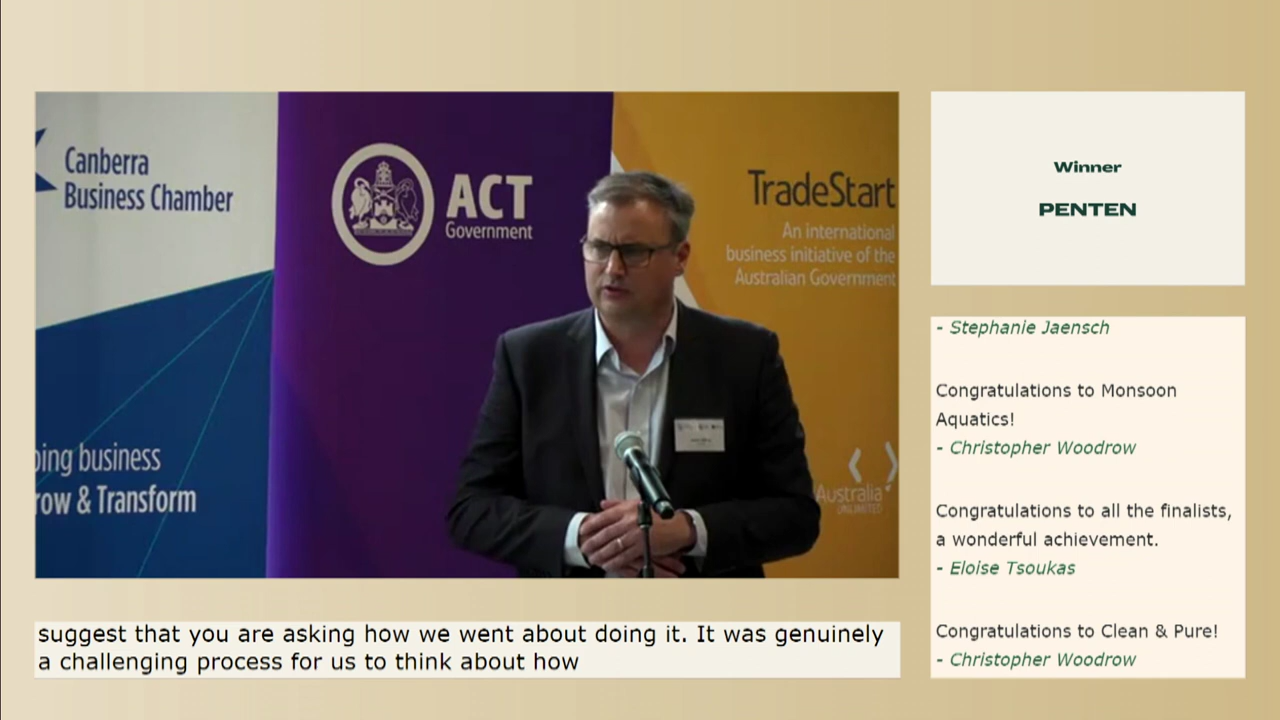 Canberra
Business Chamber
ping business
row & Transform
ACT
Government
TradeStart
An international
business initiative of the
Australian Government
Australia
UNLIMITED
Winner
PENTEN
- Stephanie Jaensch
Congratulations to Monsoon
Aquatics!
- Christopher Woodrow
Congratulations to all the finalists,
a wonderful achievement.
- Eloise Tsoukas
Congratulations to Clean & Pure!
- Christopher Woodrow
suggest that you are asking how we went about doing it. It was genuinely
a challenging process for us to think about how